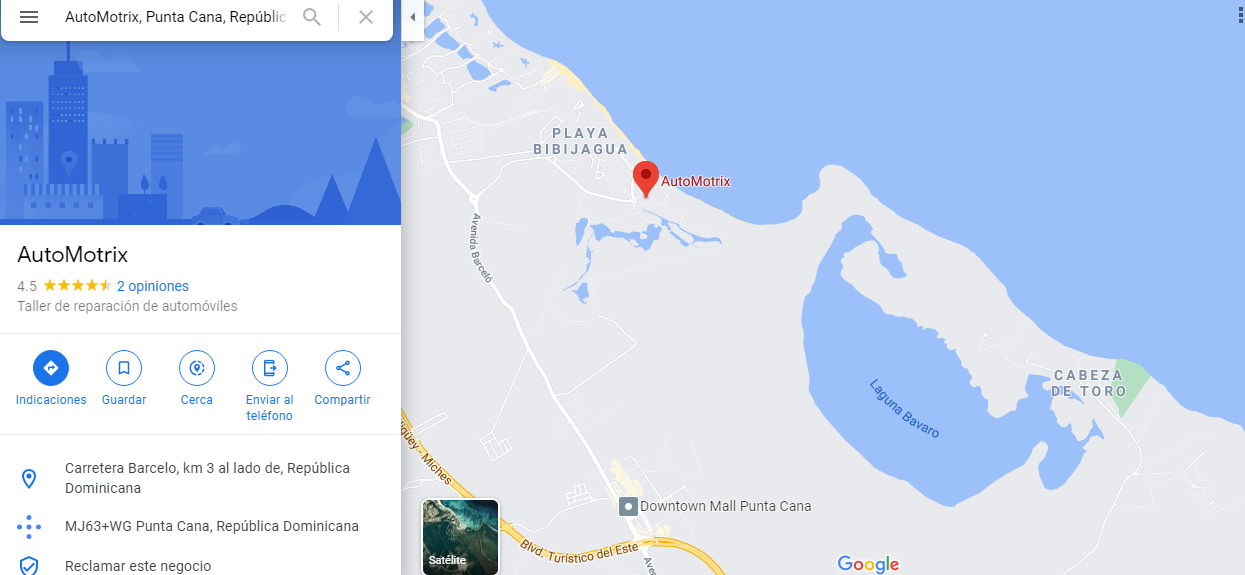 AutoMotrix, Punta Cana, Repúblic
AutoMotrix
4.5
2 opiniones
Taller de reparación de automóviles
Indicaciones
Guardar
Cerca
Enviar al
teléfono
Compartir
Carretera Barcelo, km 3 al lado de, República
Dominicana
MJ63+WG Punta Cana, República Dominicana
Reclamar este negocio
PLAYA
BIBIJAGUA
AutoMotrix
Avenida Barceló
CABEZA
DE TORO
Laguna Bavaro
Downtown Mall Punta Cana
Miches
Blvd. Turístico del Este
Satélite
Google